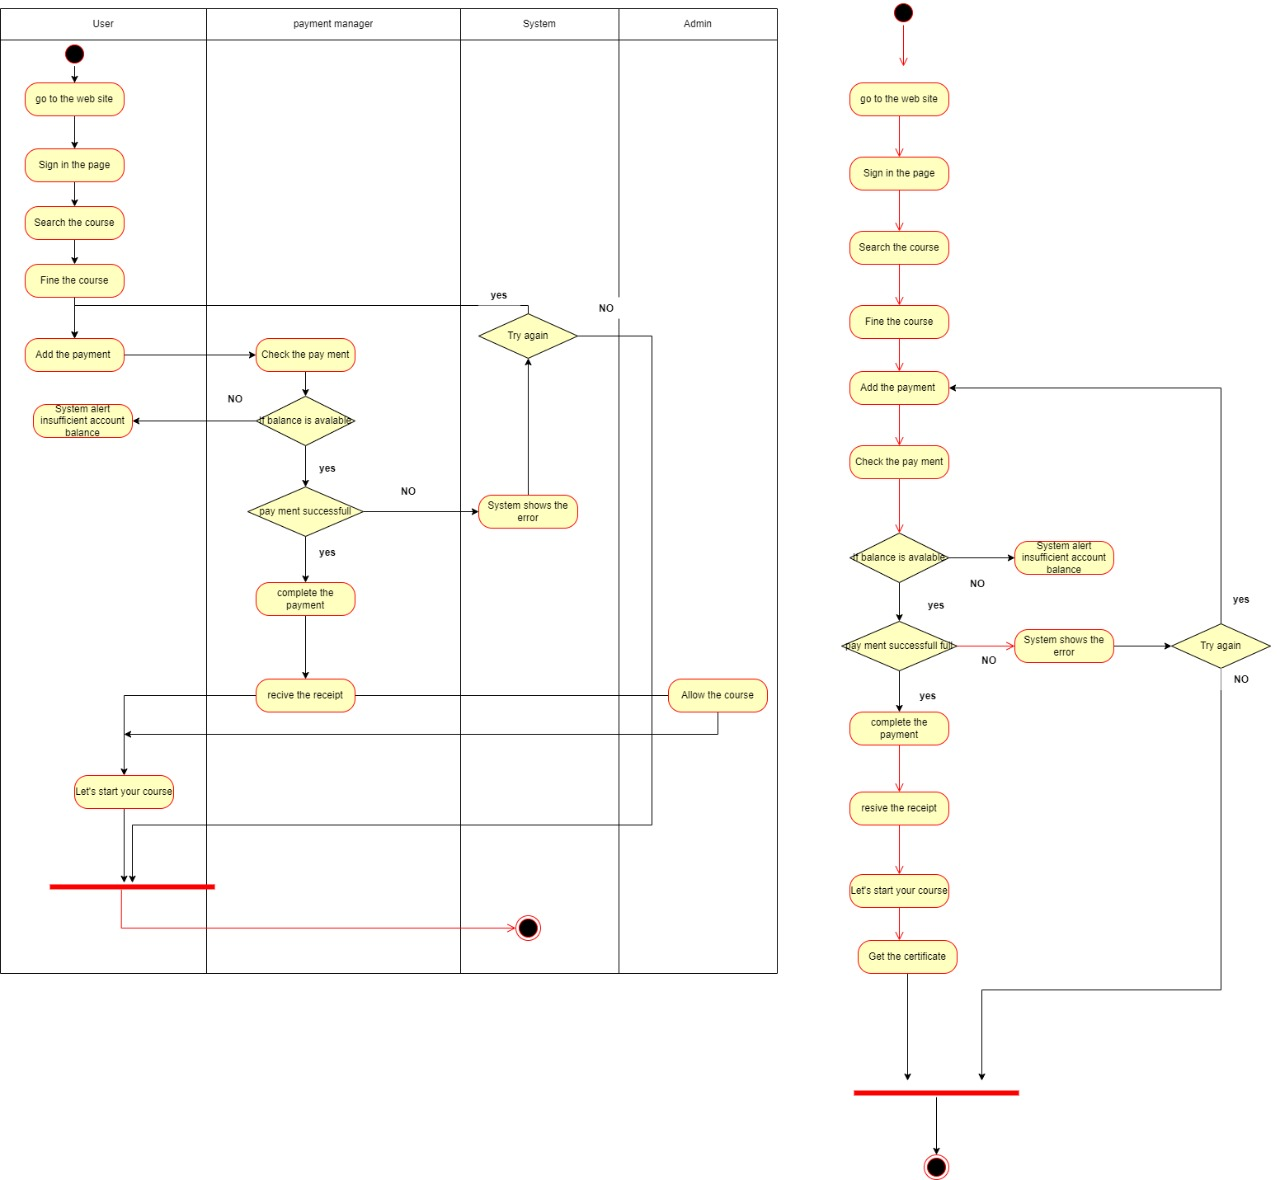 User
payment manager
System
Admin
go to the web site
Sign in the page
Search the course
Fine the course
yes
NO
Try again
Add the payment
Check the pay ment
NO
System alert
insufficient account
balance
if balance is avalable
yes
pay ment successfull
NO
System shows the
error
yes
complete the
payment
recive the receipt
Allow the course
Let's start your course
go to the web site
Sign in the page
Search the course
Fine the course
Add the payment
Check the pay ment
if balance is avalable
System alert
insufficient account
balance
NO
yes
yes
pay ment successfull full
NO
System shows the
error
Try again
NO
yes
complete the
payment
resive the receipt
Let's start your course
Get the certificate